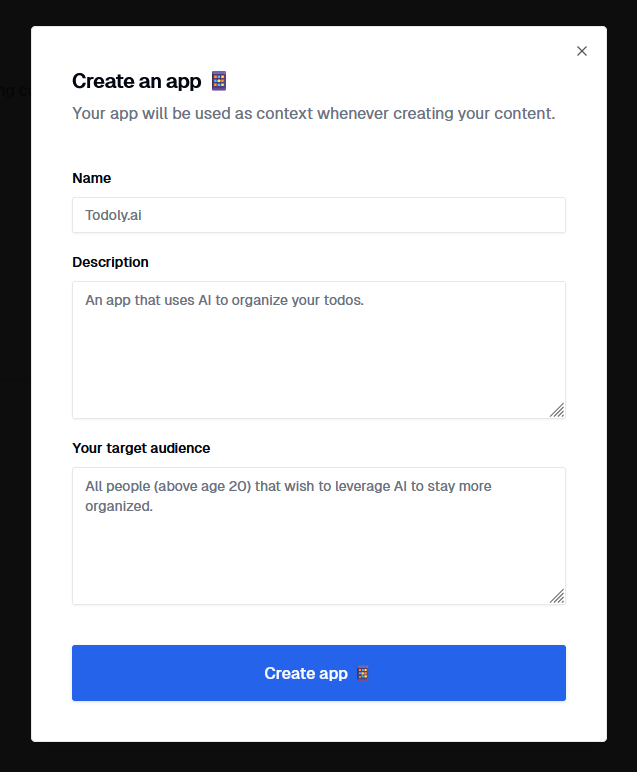 Create an app 📱
Your app will be used as context whenever creating your content.
Name
Todoly.ai
Description
An app that uses AI to organize your todos.
Your target audience
All people (above age 20) that wish to leverage AI to stay more
organized.
Create app 📱